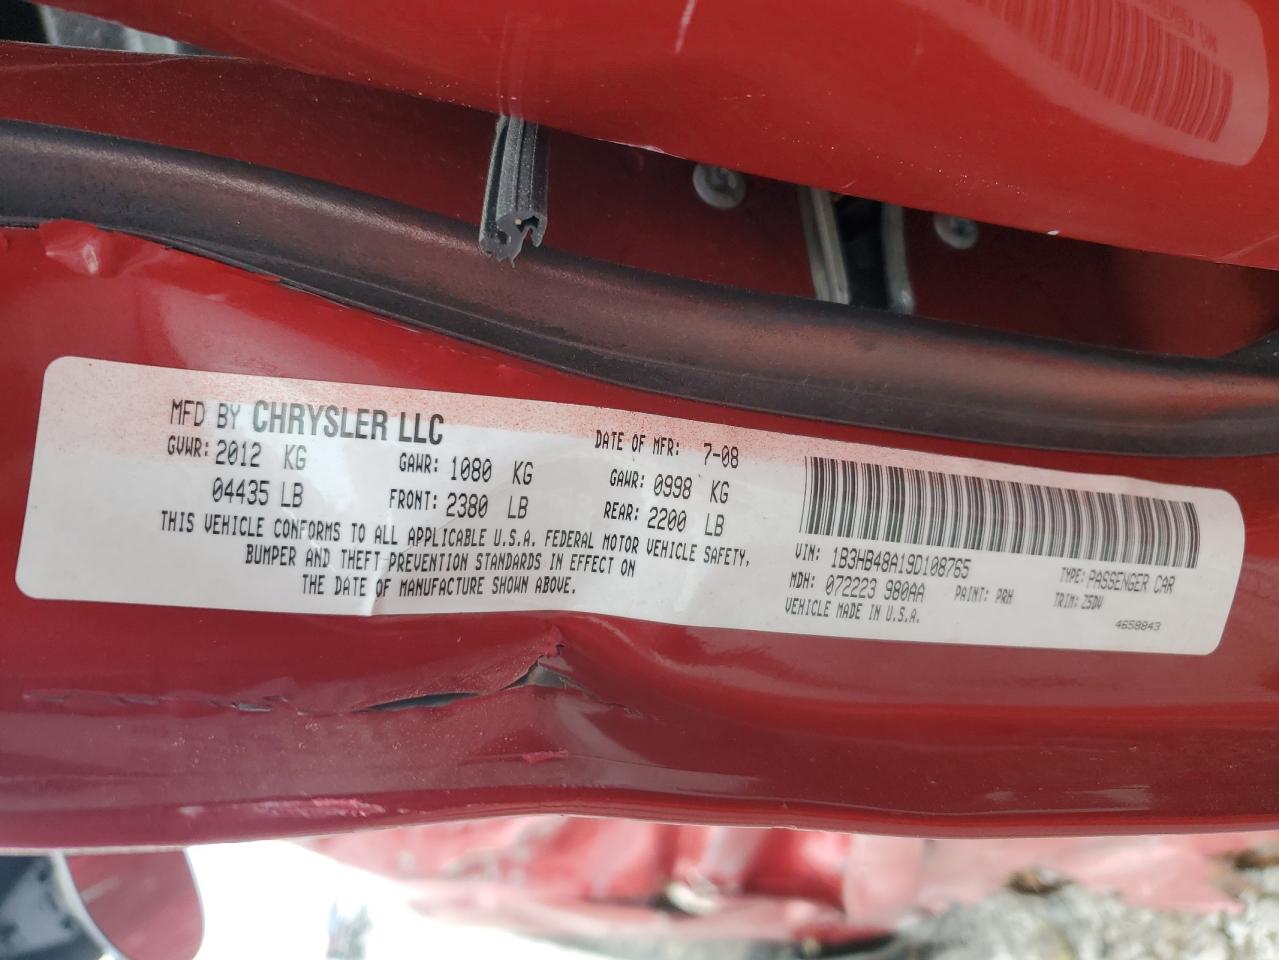 MFD BY CHRYSLER LLC
DATE OF MFR: 7-08
GVWR: 2012 KG
04435 LB
GAWR: 1080 KG
FRONT: 2380 LB
GAWR: 0998 KG
REAR: 2200 LB
THIS VEHICLE CONFORMS TO ALL APPLICABLE U.S.A. FEDERAL MOTOR VEHICLE SAFETY,
BUMPER AND THEFT PREVENTION STANDARDS IN EFFECT ON
THE DATE OF MANUFACTURE SHOWN ABOVE.
VIN: 1B3HB48A19D108765
TYPE: PASSENGER CAR
MDH: 072223 980AA
PAINT: PRH
TRIM: Z5DV
VEHICLE MADE IN U.S.A.
4658843